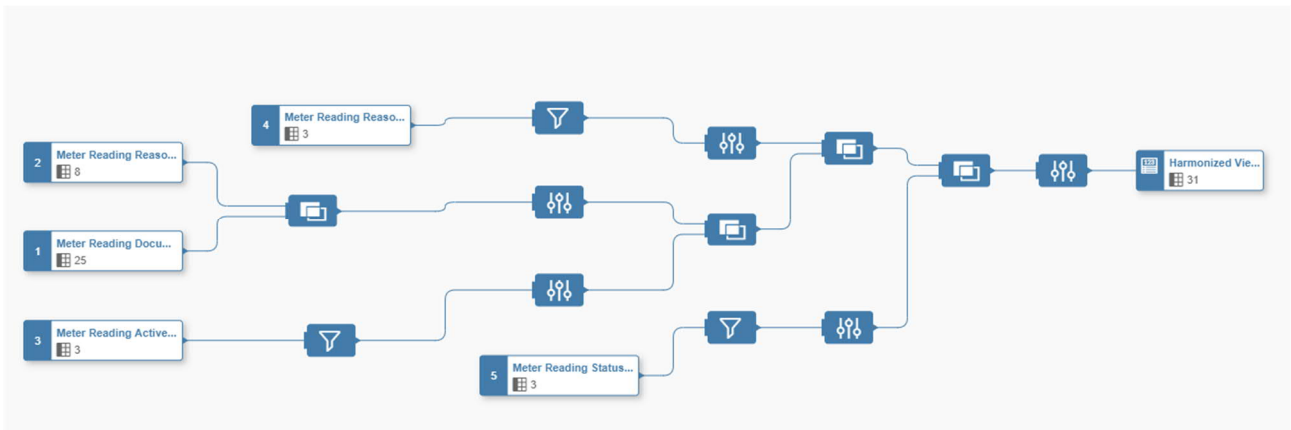 4
Meter Reading Reaso...
3
2
Meter Reading Reaso...
8
1
Meter Reading Docu...
25
3
Meter Reading Active...
3
5
Meter Reading Status...
3
Harmonized Vie...
31